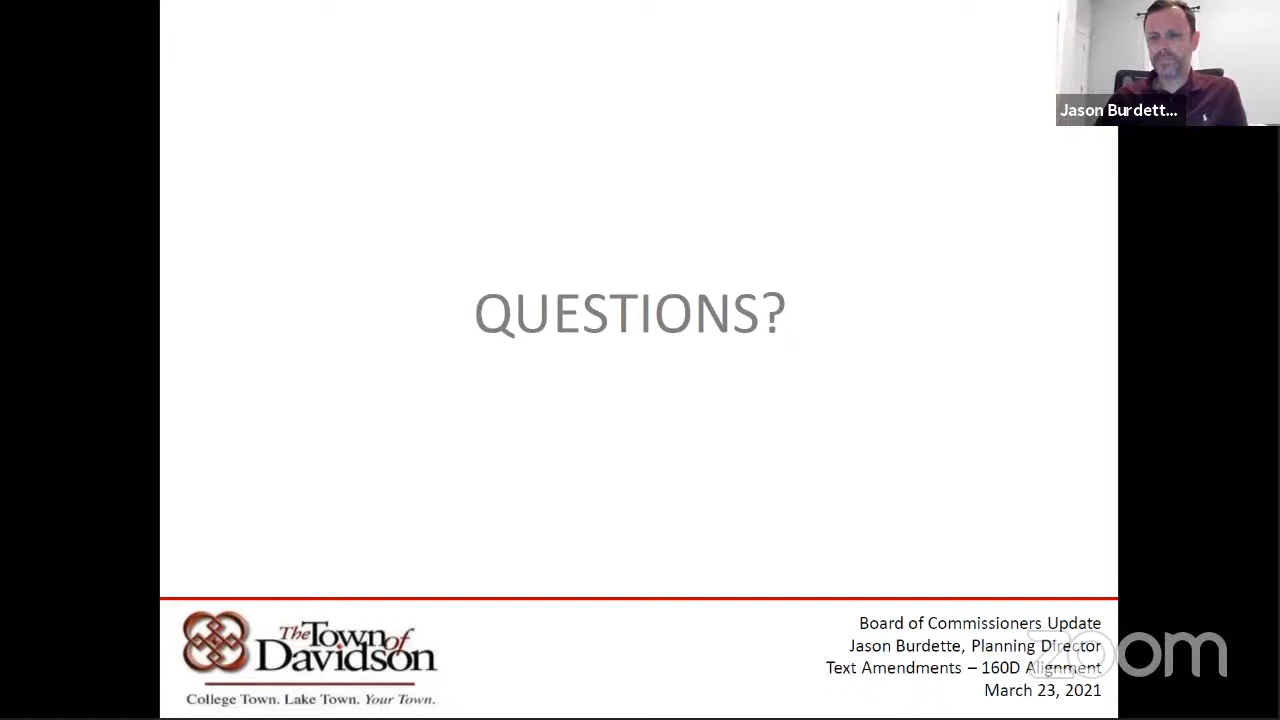 Jason Burdett...
QUESTIONS?
The Town of
Davidson
College Town. Lake Town. Your Town.
Board of Commissioners Update
Jason Burdette, Planning Director
Text Amendments – 160D Alignment
March 23, 2021
zoom